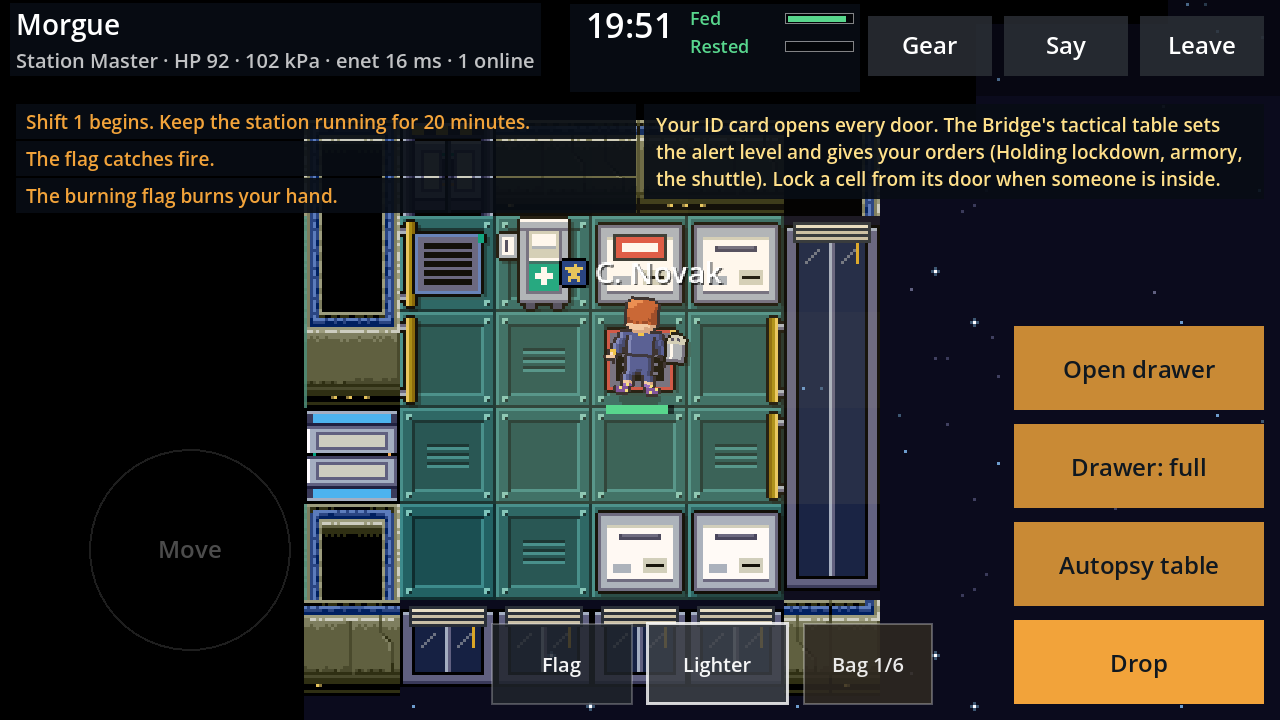 Morgue
Station Master · HP 92 · 102 kPa · enet 16 ms · 1 online
19:51
Fed
Rested
Gear
Say
Leave
Shift 1 begins. Keep the station running for 20 minutes.
The flag catches fire.
The burning flag burns your hand.
Your ID card opens every door. The Bridge's tactical table sets
the alert level and gives your orders (Holding lockdown, armory,
the shuttle). Lock a cell from its door when someone is inside.
C. Novak
Open drawer
Drawer: full
Autopsy table
Drop
Move
Flag
Lighter
Bag 1/6